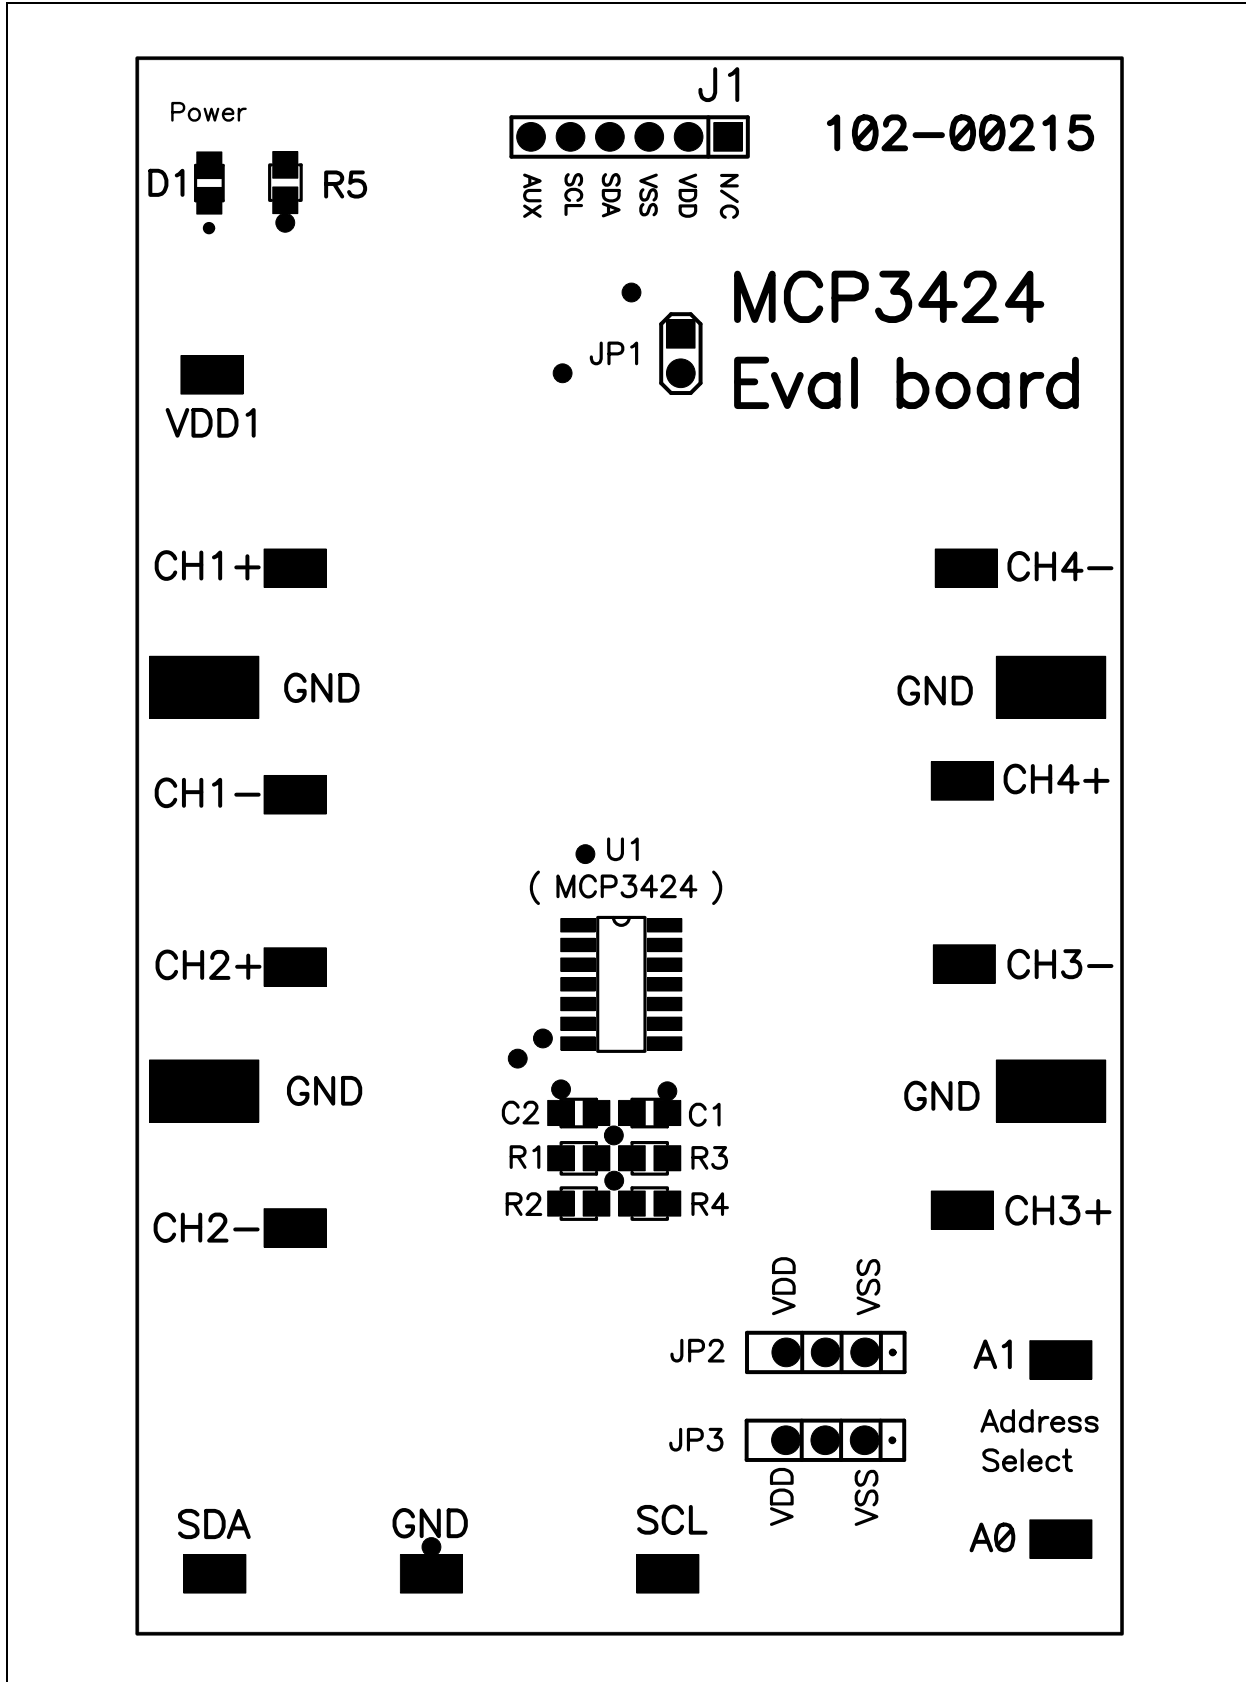 J1
Power
102-00215
D1
R5
AUX
SCL
SDA
VSS
VDD
N/C
MCP3424
JP1
Eval board
VDD1
CH1+
CH4-
GND
GND
CH1-
CH4+
U1
( MCP3424 )
CH2+
CH3-
GND
GND
C2
C1
R1
R3
R2
R4
CH2-
CH3+
VDD
VSS
JP2
A1
Address
Select
JP3
VDD
VSS
SDA
GND
SCL
A0